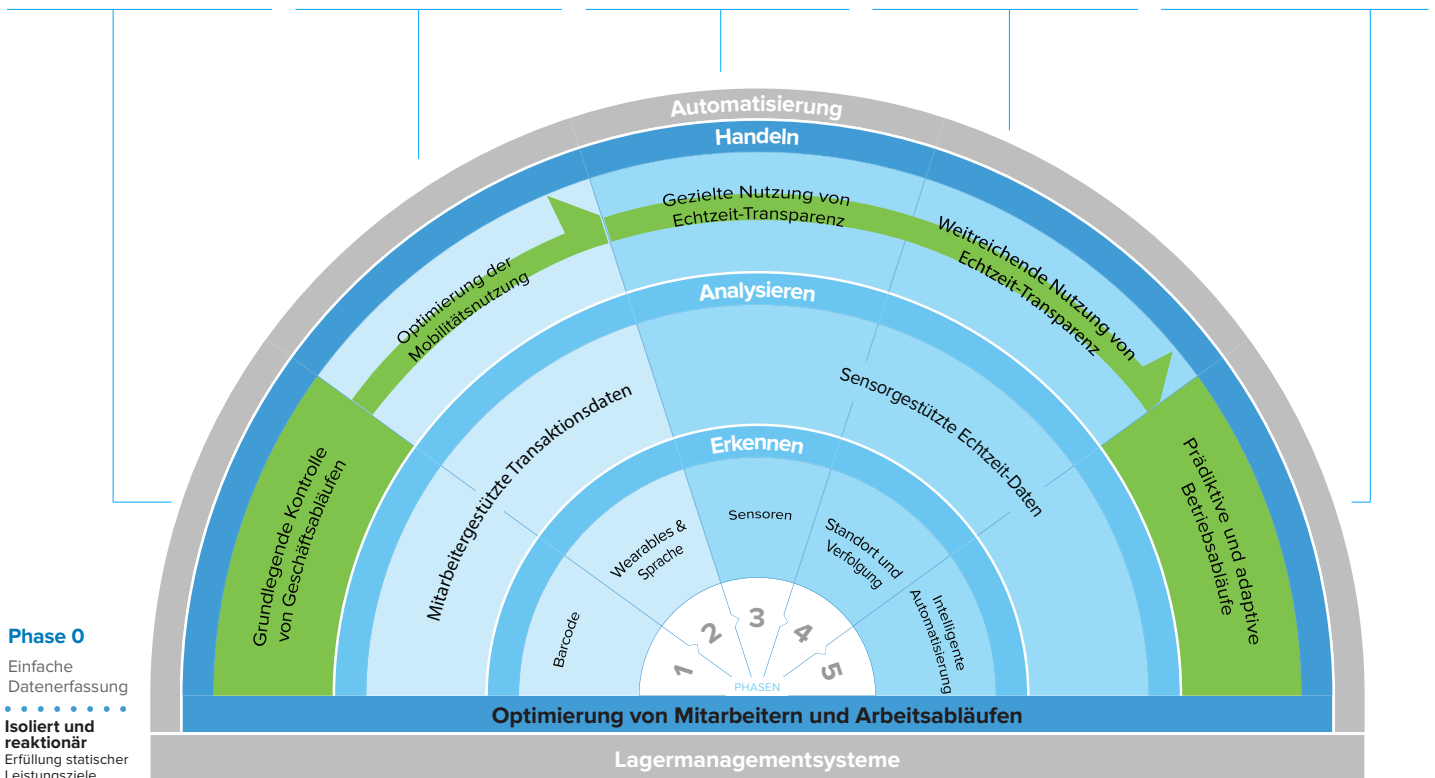 Automatisierung
Handeln
Gezielte Nutzung von
Echtzeit-Transparenz
Weitreichende Nutzung von
Echtzeit-Transparenz
Optimierung der
Mobilitätsnutzung
Analysieren
Grundlegende Kontrolle
von Geschäftsabläufen
Mitarbeitergestützte Transaktionsdaten
Sensorgestützte Echtzeit-Daten
Prädiktive und adaptive
Betriebsabläufe
Erkennen
Barcode
Wearables &
Sprache
Sensoren
Standort und
Verfolgung
Intelligente
Automatisierung
1
2
3
4
5
PHASEN
Phase 0
Einfache
Datenerfassung
Isoliert und
reaktionär
Erfüllung statischer
Leistungsziele
Optimierung von Mitarbeitern und Arbeitsabläufen
Lagermanagementsysteme